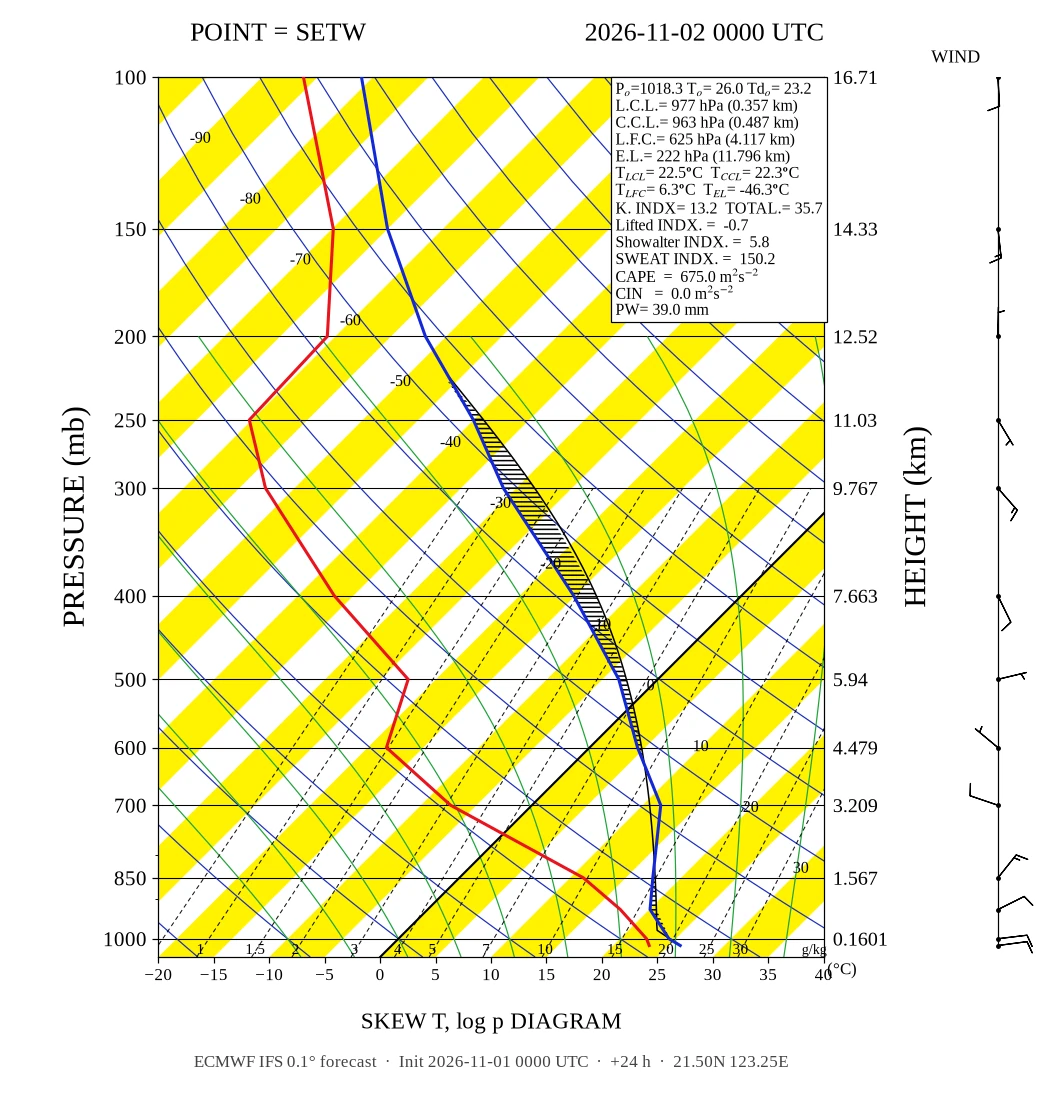 POINT = SETW 2026-11-02 0000 UTC
WIND
Pₒ=1018.3 Tₒ= 26.0 Tdₒ= 23.2
L.C.L.= 977 hPa (0.357 km)
C.C.L.= 963 hPa (0.487 km)
L.F.C.= 625 hPa (4.117 km)
E.L.= 222 hPa (11.796 km)
T_LCL= 22.5°C T_CCL= 22.3°C
T_LFC= 6.3°C T_EL= -46.3°C
K. INDX= 13.2 TOTAL.= 35.7
Lifted INDX. = -0.7
Showalter INDX. = 5.8
SWEAT INDX. = 150.2
CAPE = 675.0 m²s⁻²
CIN = 0.0 m²s⁻²
PW= 39.0 mm
PRESSURE (mb)
100
150
200
250
300
400
500
600
700
850
1000
-90
-80
-70
-60
-50
-40
-30
-20
-10
0
10
20
30
16.71
14.33
12.52
11.03
9.767
7.663
5.94
4.479
3.209
1.567
0.1601
HEIGHT (km)
1 1.5 2 3 4 5 7 10 15 20 25 30 g/kg
−20 −15 −10 −5 0 5 10 15 20 25 30 35 40 (°C)
SKEW T, log p DIAGRAM
ECMWF IFS 0.1° forecast · Init 2026-11-01 0000 UTC · +24 h · 21.50N 123.25E